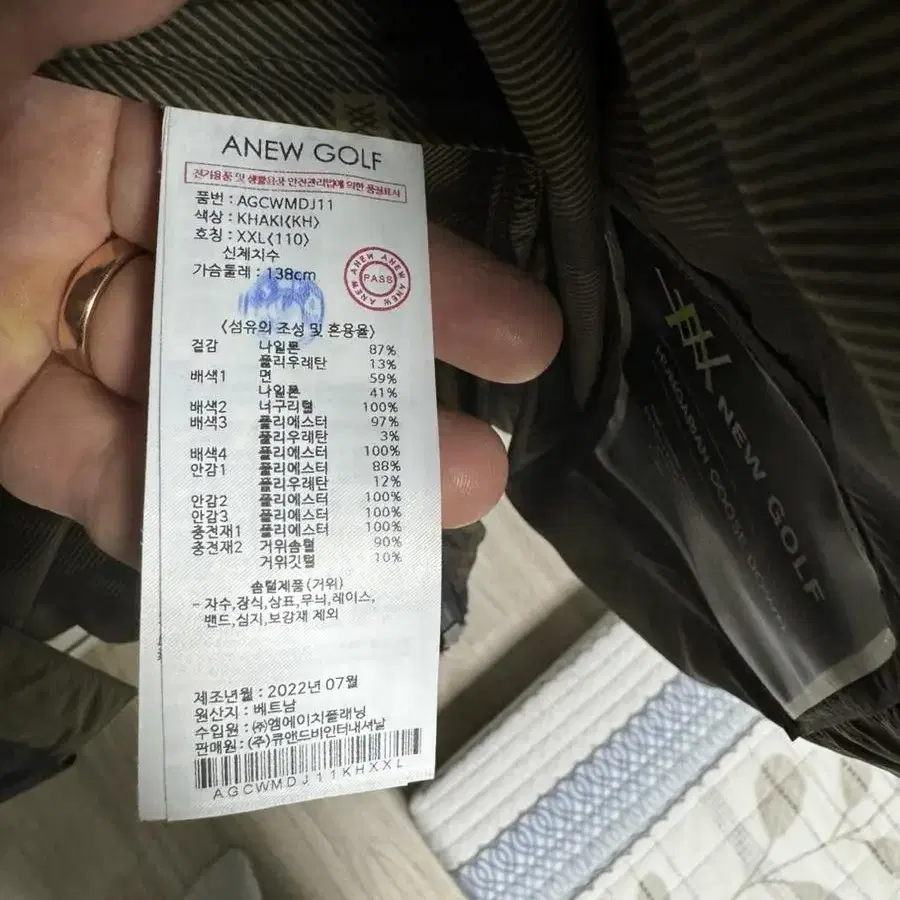 ANEW GOLF
전기용품 및 생활용품 안전관리법에 의한 품질표시
품번 : AGCWMDJ11
색상 : KHAKI(KH)
호칭 : XXL(110)
신체치수
가슴둘레 : 138cm
ANEW ANEW ANEW
PASS
〈섬유의 조성 및 혼용율〉
겉감 나일론 87%
폴리우레탄 13%
배색1 면 59%
나일론 41%
배색2 너구리털 100%
배색3 폴리에스터 97%
폴리우레탄 3%
배색4 폴리에스터 100%
안감1 폴리에스터 88%
폴리우레탄 12%
안감2 폴리에스터 100%
안감3 폴리에스터 100%
충전재1 폴리에스터 100%
충전재2 거위솜털 90%
거위깃털 10%
솜털제품(거위)
- 자수,장식,상표,무늬,레이스,
밴드,심지,보강재 제외
제조년월 : 2022년 07월
원산지 : 베트남
수입원 : ㈜엠에이치플래닝
판매원 : (주)큐앤드비인터내셔날
AGCWMDJ11KHXXL
NEW GOLF
HUNGARIAN GOOSE DOWN